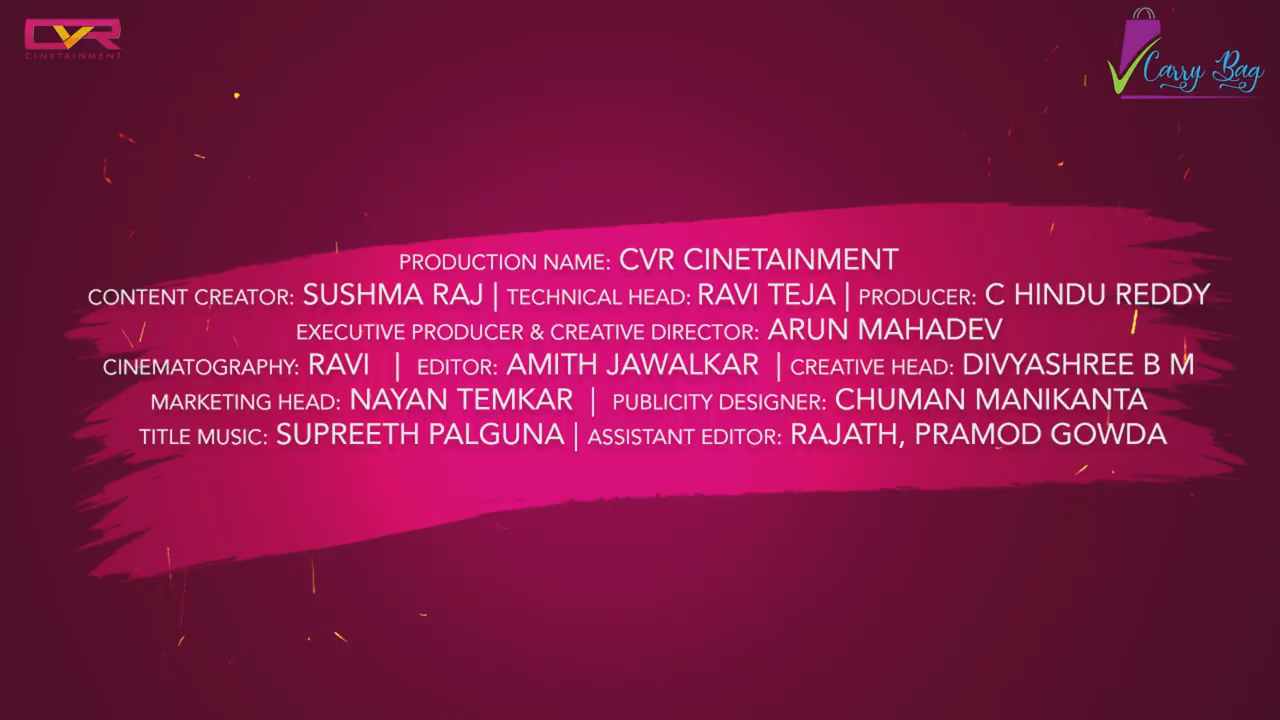 CVR
CINETAINMENT
Carry Bag
PRODUCTION NAME: CVR CINETAINMENT
CONTENT CREATOR: SUSHMA RAJ | TECHNICAL HEAD: RAVI TEJA | PRODUCER: C HINDU REDDY
EXECUTIVE PRODUCER & CREATIVE DIRECTOR: ARUN MAHADEV
CINEMATOGRAPHY: RAVI | EDITOR: AMITH JAWALKAR | CREATIVE HEAD: DIVYASHREE B M
MARKETING HEAD: NAYAN TEMKAR | PUBLICITY DESIGNER: CHUMAN MANIKANTA
TITLE MUSIC: SUPREETH PALGUNA | ASSISTANT EDITOR: RAJATH, PRAMOD GOWDA